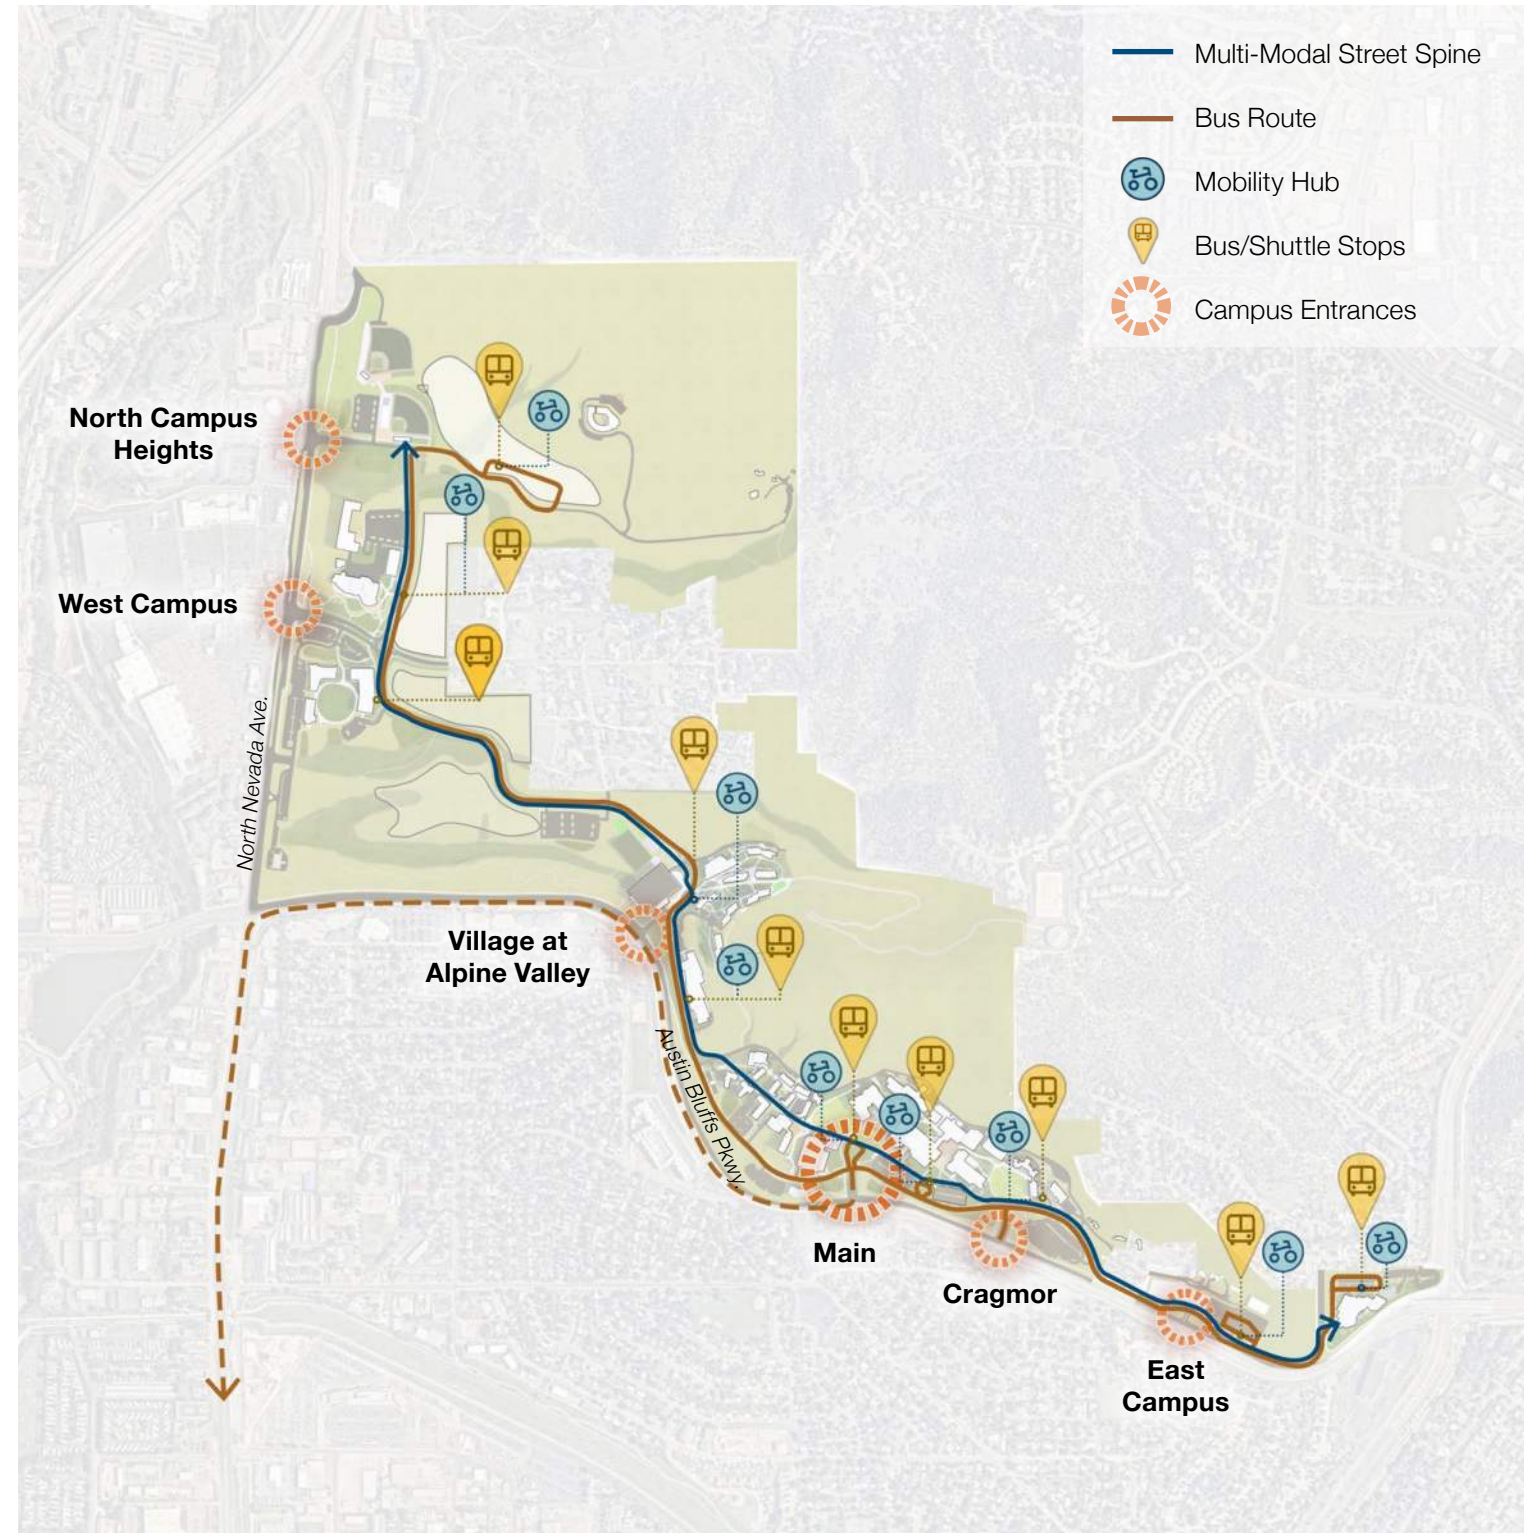 Multi-Modal Street Spine
Bus Route
Mobility Hub
Bus/Shuttle Stops
Campus Entrances
North Campus
Heights
West Campus
North Nevada Ave.
Village at
Alpine Valley
Austin Bluffs Pkwy.
Main
Cragmor
East
Campus